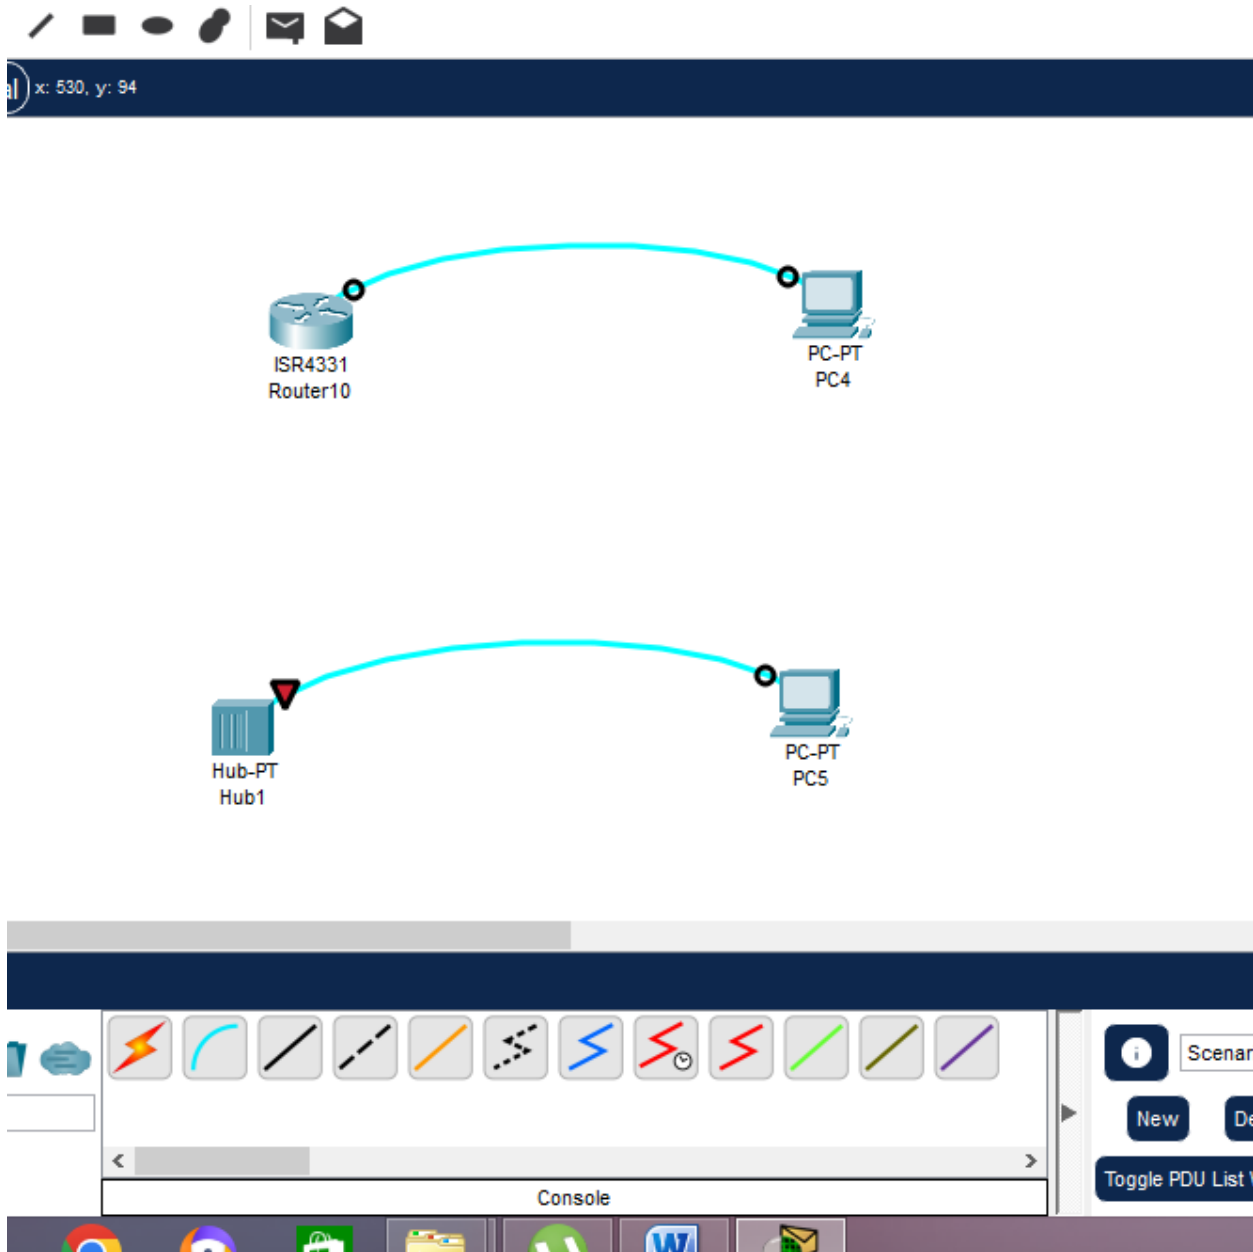 x: 530, y: 94
ISR4331
Router10
PC-PT
PC4
Hub-PT
Hub1
PC-PT
PC5
Scenar
New
De
Toggle PDU List
Console